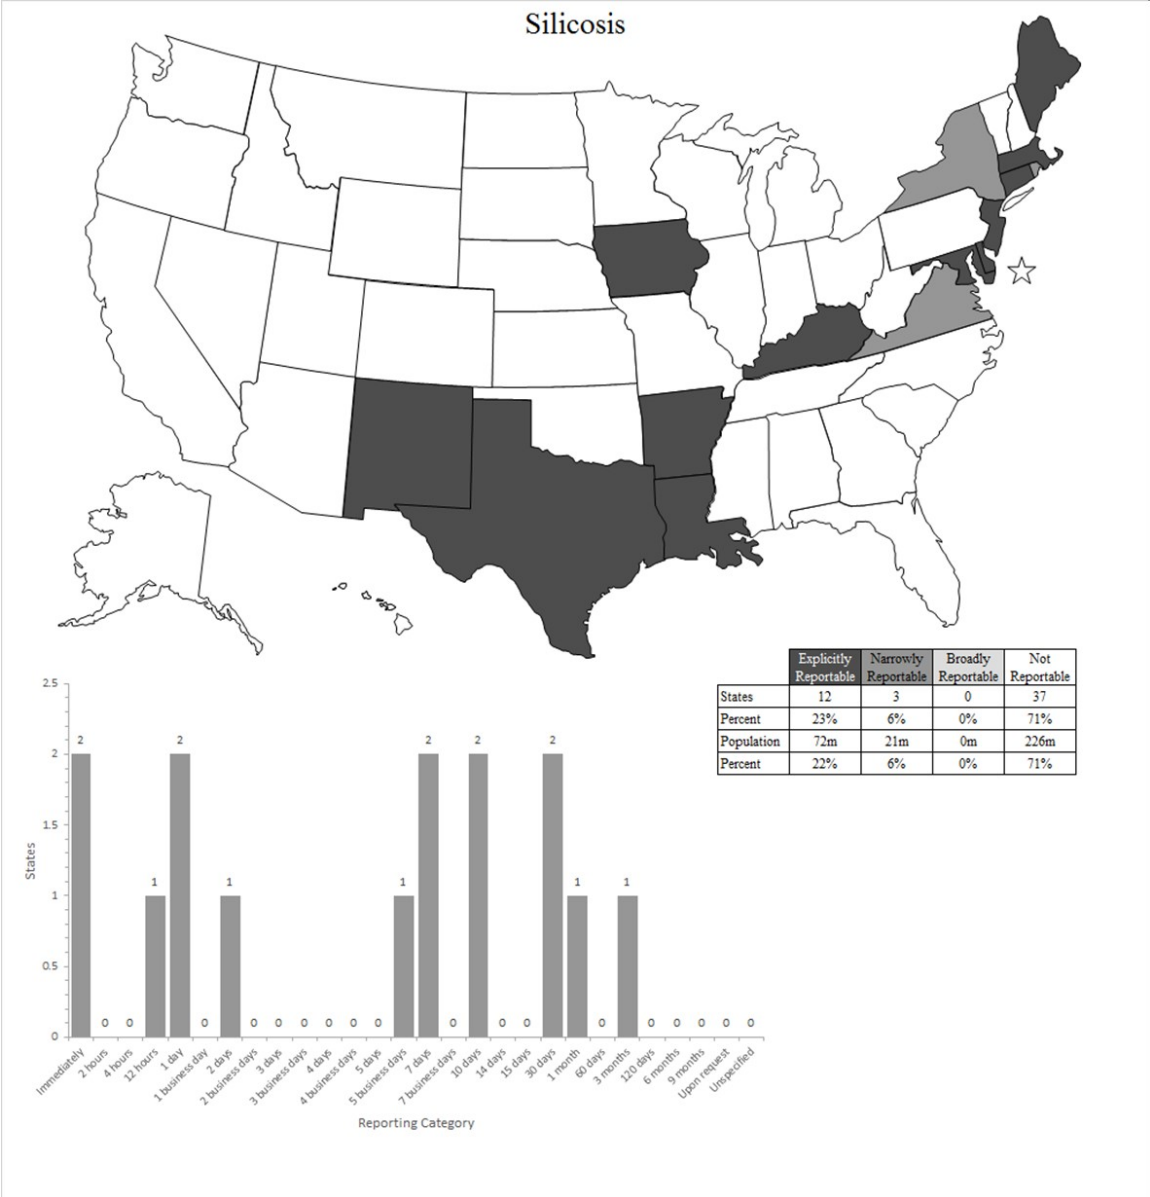 Silicosis
Explicitly Reportable Narrowly Reportable Broadly Reportable Not Reportable
States 12 3 0 37
Percent 23% 6% 0% 71%
Population 72m 21m 0m 226m
Percent 22% 6% 0% 71%
2.5
2
1.5
1
0.5
0
States
2 0 0 1 2 0 1 0 0 0 0 0 0 1 2 0 2 0 0 2 1 0 1 0 0 0 0 0
Immediately
2 hours
4 hours
12 hours
1 day
1 business day
2 days
2 business days
3 days
3 business days
4 days
4 business days
5 days
5 business days
7 days
7 business days
10 days
14 days
15 days
30 days
1 month
60 days
3 months
120 days
6 months
9 months
Upon request
Unspecified
Reporting Category